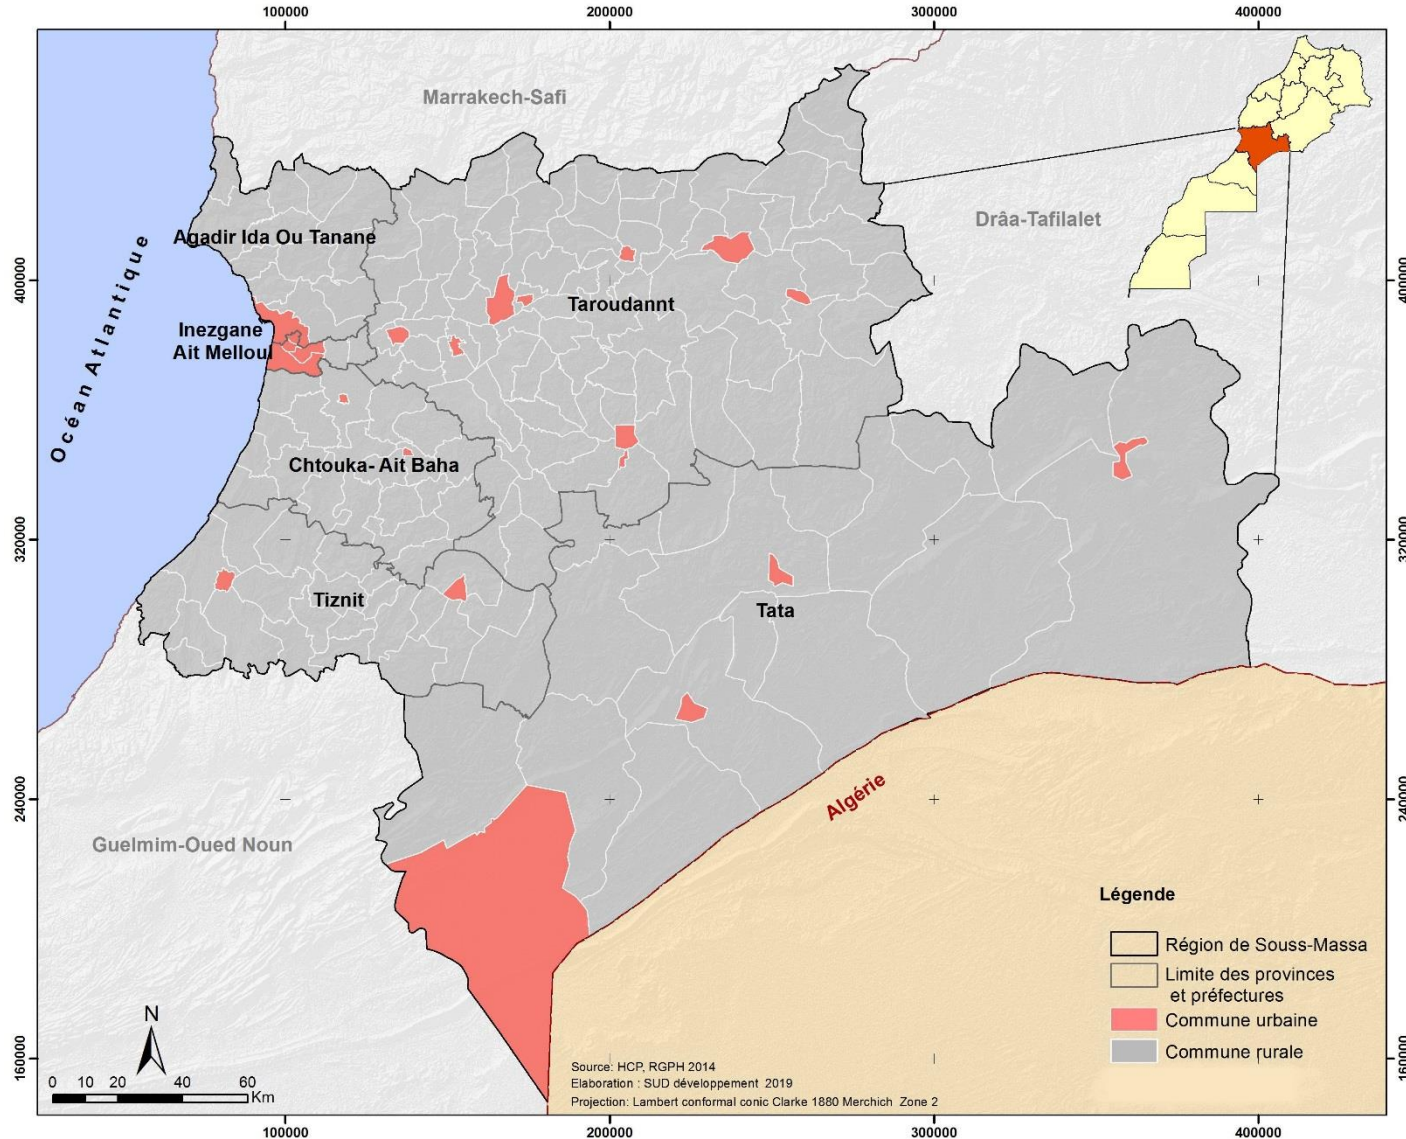 100000 200000 300000 400000
Marrakech-Safi
Drâa-Tafilalet
Agadir Ida Ou Tanane
400000 400000
Océan Atlantique
Taroudannt
Inezgane
Ait Melloul
Chtouka- Ait Baha
320000 320000
Tiznit
Tata
240000 240000
Algérie
Guelmim-Oued Noun
Légende
Région de Souss-Massa
Limite des provinces
et préfectures
Commune urbaine
Commune rurale
N
0 10 20 40 60
Km
160000 160000
Source: HCP, RGPH 2014
Elaboration : SUD développement 2019
Projection: Lambert conformal conic Clarke 1880 Merchich Zone 2
100000 200000 300000 400000